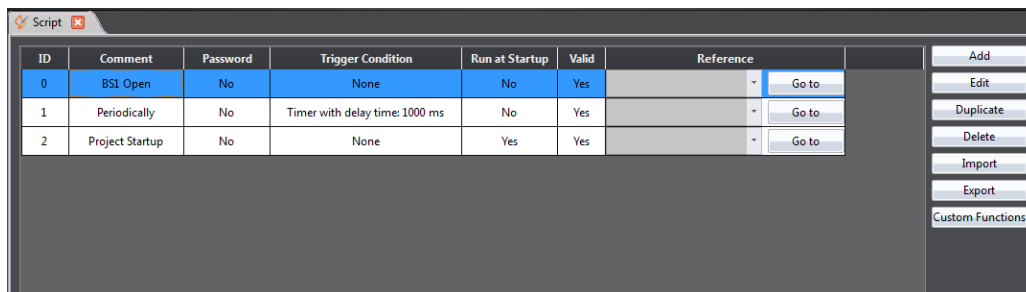 Script
ID Comment Password Trigger Condition Run at Startup Valid Reference
Add
0 BS1 Open No None No Yes Go to
Edit
1 Periodically No Timer with delay time: 1000 ms No Yes Go to
Duplicate
2 Project Startup No None Yes Yes Go to
Delete
Import
Export
Custom Functions